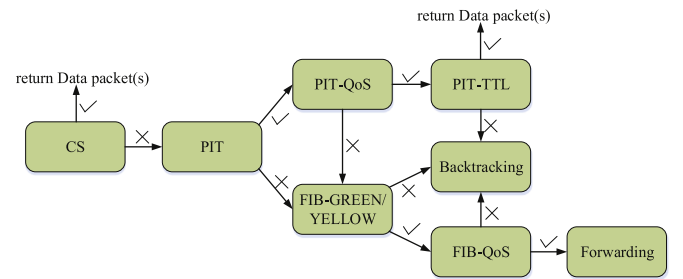 return Data packet(s)
return Data packet(s)
PIT-QoS
PIT-TTL
CS
PIT
Backtracking
FIB-GREEN/
YELLOW
FIB-QoS
Forwarding